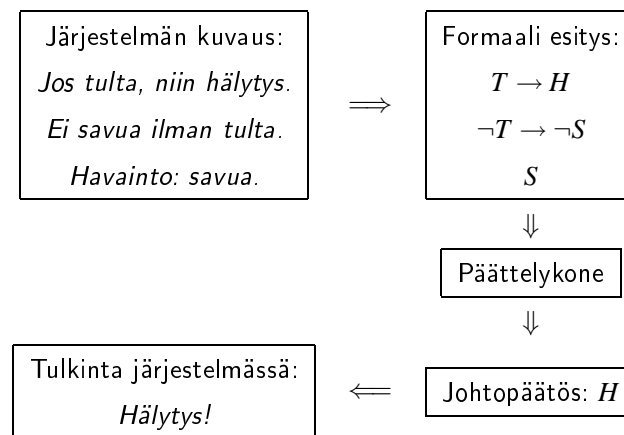 Järjestelmän kuvaus:
Jos tulta, niin hälytys.
Ei savua ilman tulta.
Havainto: savua.
⟹
Formaali esitys:
T → H
¬T → ¬S
S
⇓
Päättelykone
⇓
Johtopäätös: H
⟸
Tulkinta järjestelmässä:
Hälytys!